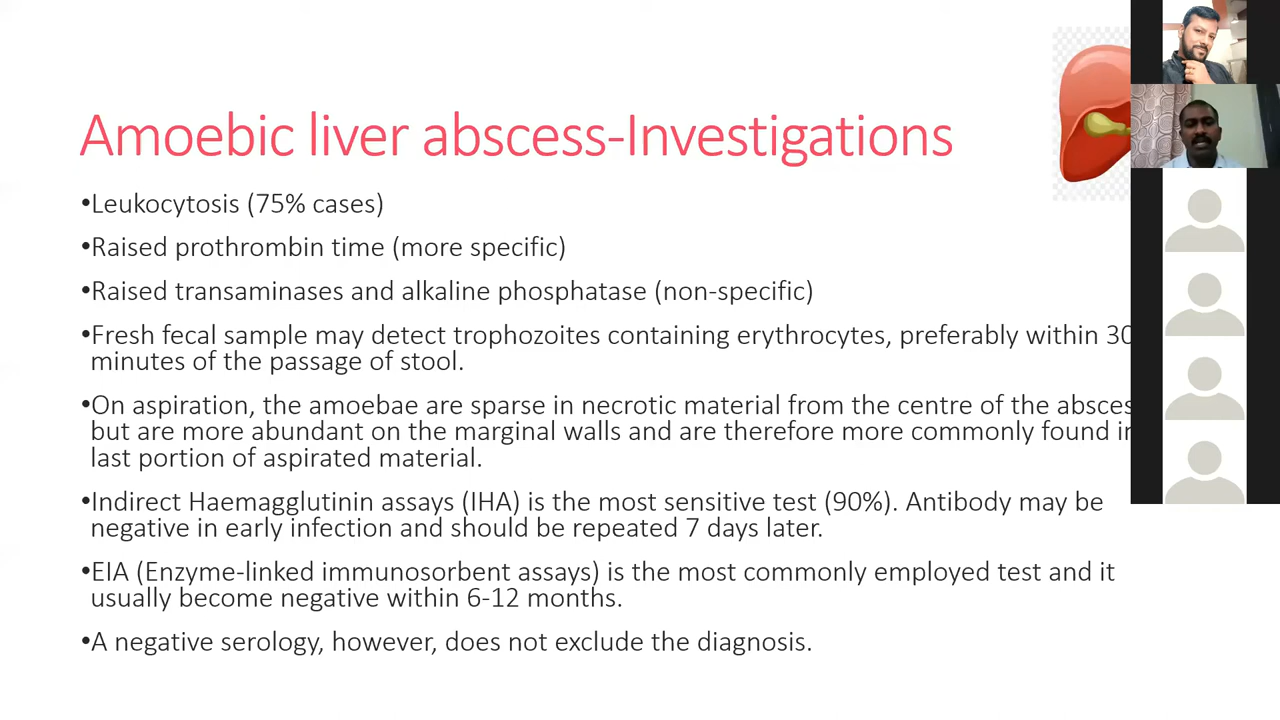 Amoebic liver abscess-Investigations
•Leukocytosis (75% cases)
•Raised prothrombin time (more specific)
•Raised transaminases and alkaline phosphatase (non-specific)
•Fresh fecal sample may detect trophozoites containing erythrocytes, preferably within 30
minutes of the passage of stool.
•On aspiration, the amoebae are sparse in necrotic material from the centre of the
but are more abundant on the marginal walls and are therefore more commonly found
last portion of aspirated material.
•Indirect Haemagglutinin assays (IHA) is the most sensitive test (90%). Antibody may be
negative in early infection and should be repeated 7 days later.
•EIA (Enzyme-linked immunosorbent assays) is the most commonly employed test and it
usually become negative within 6-12 months.
•A negative serology, however, does not exclude the diagnosis.